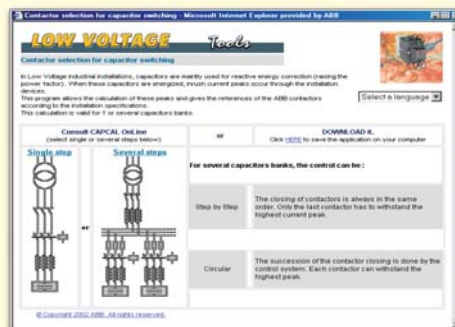 Contactor selection for capacitor switching - Microsoft Internet Explorer provided by ABB
LOW VOLTAGE Tools
Contactor selection for capacitor switching
In Low Voltage industrial installations, capacitors are mainly used for reactive energy correction (raising the
power factor). When these capacitors are energized, inrush current peaks occur through the installation
devices.
This program allows the calculation of these peaks and gives the references of the ABB contactors
according to the installation specifications.
This calculation is valid for 1 or several capacitors banks.
Select a language
Consult CAPCAL OnLine
(select single or several steps below)
or
DOWNLOAD it.
Click HERE to save the application on your computer
Single step
Several steps
or
For several capacitors banks, the control can be :
Step by Step
The closing of contactors is always in the same
order. Only the last contactor has to withstand the
highest current peak.
Circular
The succession of the contactor closing is done by the
control system. Each contactor can withstand the
highest peak.
© Copyright 2002 ABB. All rights reserved.